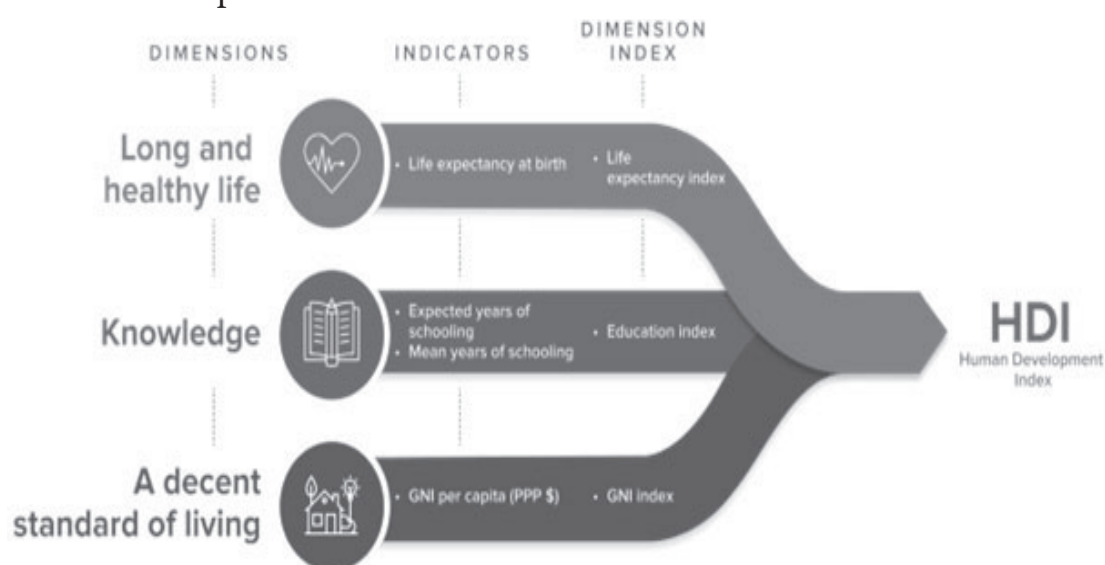 DIMENSIONS
INDICATORS
DIMENSION
INDEX
Long and
healthy life
• Life expectancy at birth
• Life
expectancy index
Knowledge
• Expected years of
schooling
• Mean years of schooling
• Education index
A decent
standard of living
• GNI per capita (PPP $)
• GNI index
HDI
Human Development
Index